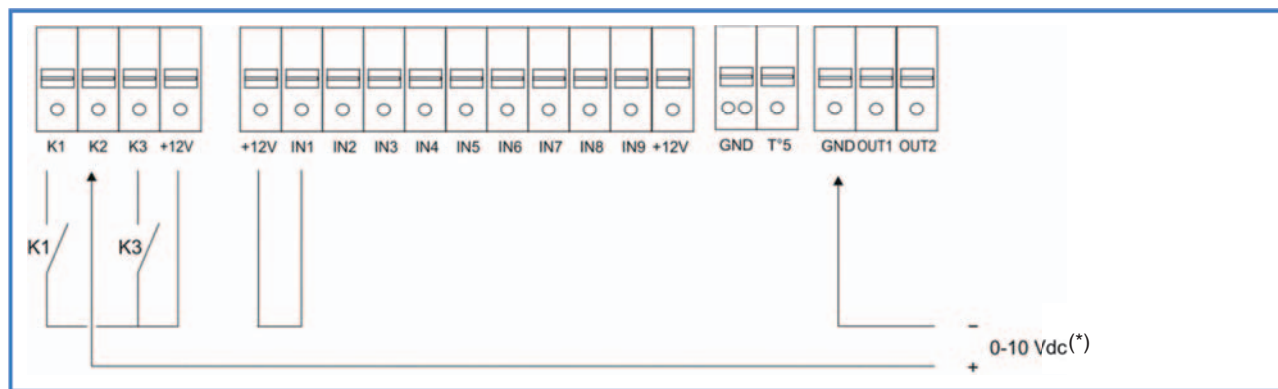 K1 K2 K3 +12V +12V IN1 IN2 IN3 IN4 IN5 IN6 IN7 IN8 IN9 +12V GND T°5 GND OUT1 OUT2
K1 K3
-
0-10 Vdc(*)
+